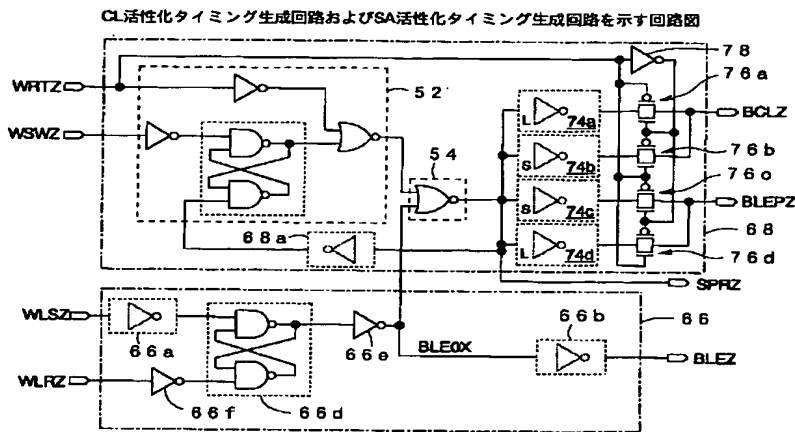 CL活性化タイミング生成回路およびSA活性化タイミング生成回路を示す回路図
78
76a
WRTZ
52
BCLZ
L 74a
WSWZ
54
76b
S 74b
76c
S 74c
BLEPZ
68a
68
L 74d
76d
SPRZ
WLSZ
66b
66
66a
66e
BLE0X
BLEZ
WLRZ
66f
66d